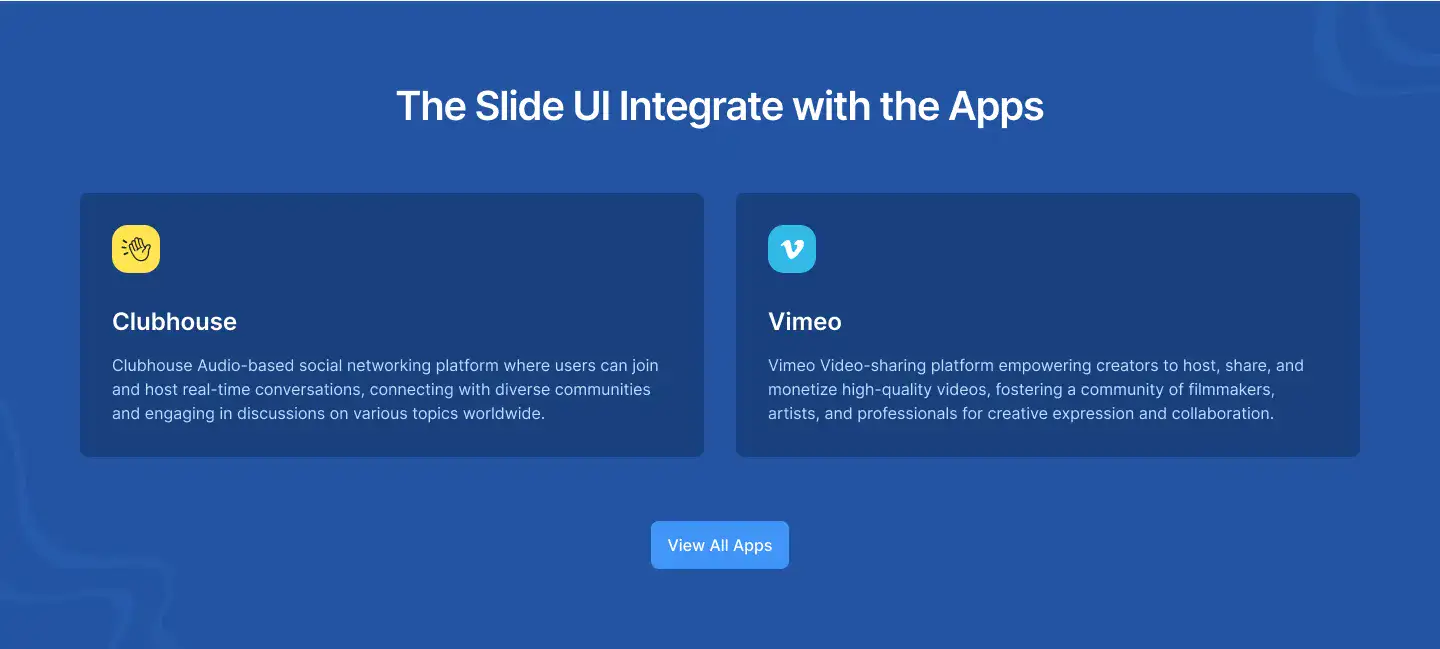 The Slide UI Integrate with the Apps
Clubhouse
Clubhouse Audio-based social networking platform where users can join
and host real-time conversations, connecting with diverse communities
and engaging in discussions on various topics worldwide.
Vimeo
Vimeo Video-sharing platform empowering creators to host, share, and
monetize high-quality videos, fostering a community of filmmakers,
artists, and professionals for creative expression and collaboration.
View All Apps